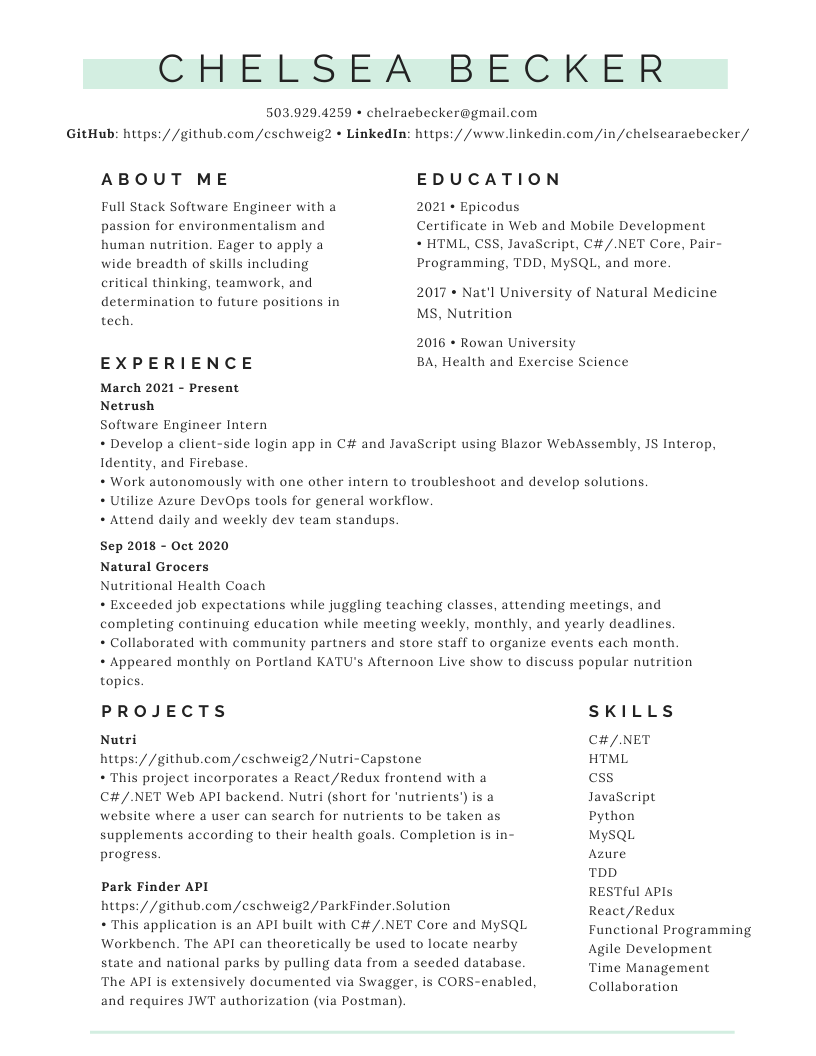 CHELSEA BECKER
503.929.4259 • chelraebecker@gmail.com
GitHub: https://github.com/cschweig2 • LinkedIn: https://www.linkedin.com/in/chelsearaebecker/
ABOUT ME
Full Stack Software Engineer with a
passion for environmentalism and
human nutrition. Eager to apply a
wide breadth of skills including
critical thinking, teamwork, and
determination to future positions in
tech.
EDUCATION
2021 • Epicodus
Certificate in Web and Mobile Development
• HTML, CSS, JavaScript, C#/.NET Core, Pair-
Programming, TDD, MySQL, and more.
2017 • Nat'l University of Natural Medicine
MS, Nutrition
2016 • Rowan University
BA, Health and Exercise Science
EXPERIENCE
March 2021 - Present
Netrush
Software Engineer Intern
• Develop a client-side login app in C# and JavaScript using Blazor WebAssembly, JS Interop,
Identity, and Firebase.
• Work autonomously with one other intern to troubleshoot and develop solutions.
• Utilize Azure DevOps tools for general workflow.
• Attend daily and weekly dev team standups.
Sep 2018 - Oct 2020
Natural Grocers
Nutritional Health Coach
• Exceeded job expectations while juggling teaching classes, attending meetings, and
completing continuing education while meeting weekly, monthly, and yearly deadlines.
• Collaborated with community partners and store staff to organize events each month.
• Appeared monthly on Portland KATU's Afternoon Live show to discuss popular nutrition
topics.
PROJECTS
Nutri
https://github.com/cschweig2/Nutri-Capstone
• This project incorporates a React/Redux frontend with a
C#/.NET Web API backend. Nutri (short for 'nutrients') is a
website where a user can search for nutrients to be taken as
supplements according to their health goals. Completion is in-
progress.
Park Finder API
https://github.com/cschweig2/ParkFinder.Solution
• This application is an API built with C#/.NET Core and MySQL
Workbench. The API can theoretically be used to locate nearby
state and national parks by pulling data from a seeded database.
The API is extensively documented via Swagger, is CORS-enabled,
and requires JWT authorization (via Postman).
SKILLS
C#/.NET
HTML
CSS
JavaScript
Python
MySQL
Azure
TDD
RESTful APIs
React/Redux
Functional Programming
Agile Development
Time Management
Collaboration